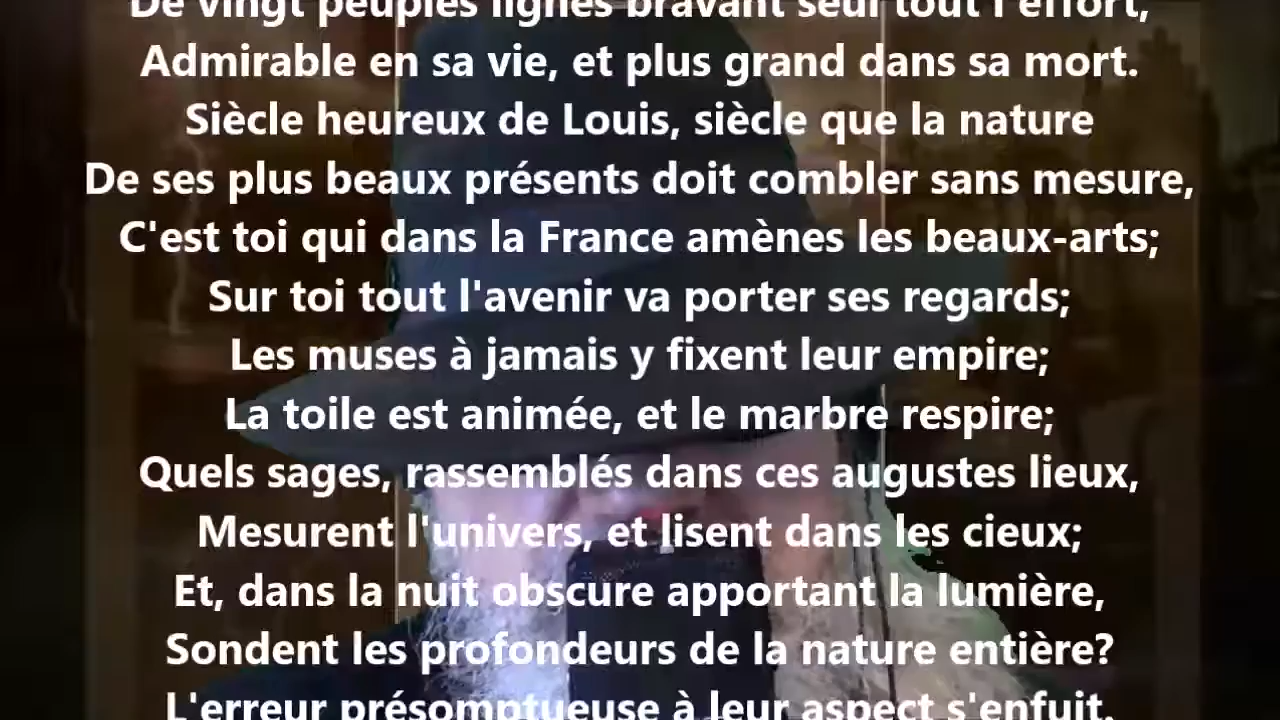 De vingt peuples lignés bravant seul tout l'effort,
Admirable en sa vie, et plus grand dans sa mort.
Siècle heureux de Louis, siècle que la nature
De ses plus beaux présents doit combler sans mesure,
C'est toi qui dans la France amènes les beaux-arts;
Sur toi tout l'avenir va porter ses regards;
Les muses à jamais y fixent leur empire;
La toile est animée, et le marbre respire;
Quels sages, rassemblés dans ces augustes lieux,
Mesurent l'univers, et lisent dans les cieux;
Et, dans la nuit obscure apportant la lumière,
Sondent les profondeurs de la nature entière?
L'erreur présomptueuse à leur aspect s'enfuit,